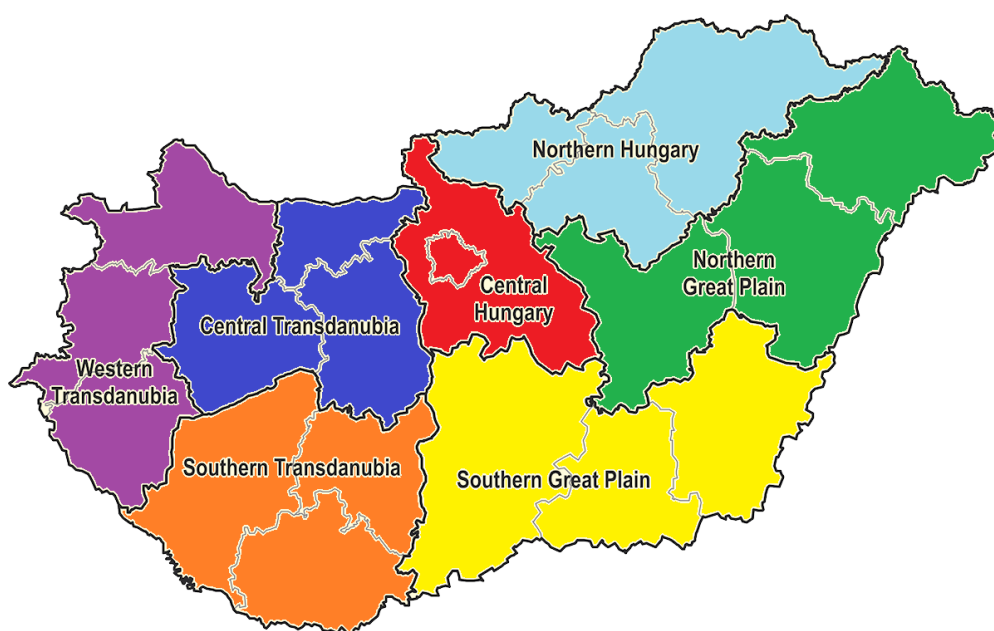 Northern Hungary
Northern
Great Plain
Central
Hungary
Central Transdanubia
Western
Transdanubia
Southern Transdanubia
Southern Great Plain